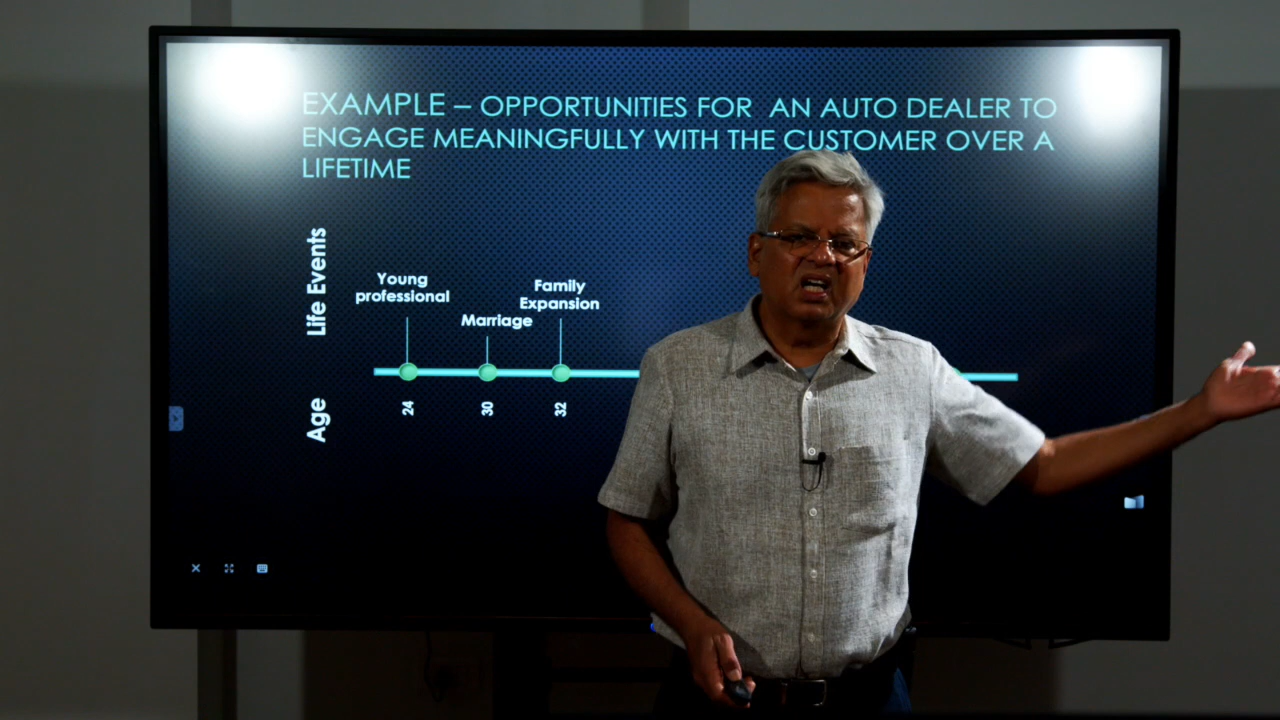 EXAMPLE – OPPORTUNITIES FOR AN AUTO DEALER TO
ENGAGE MEANINGFULLY WITH THE CUSTOMER OVER A
LIFETIME
Life Events
Young
professional
Marriage
Family
Expansion
Age
24
30
32